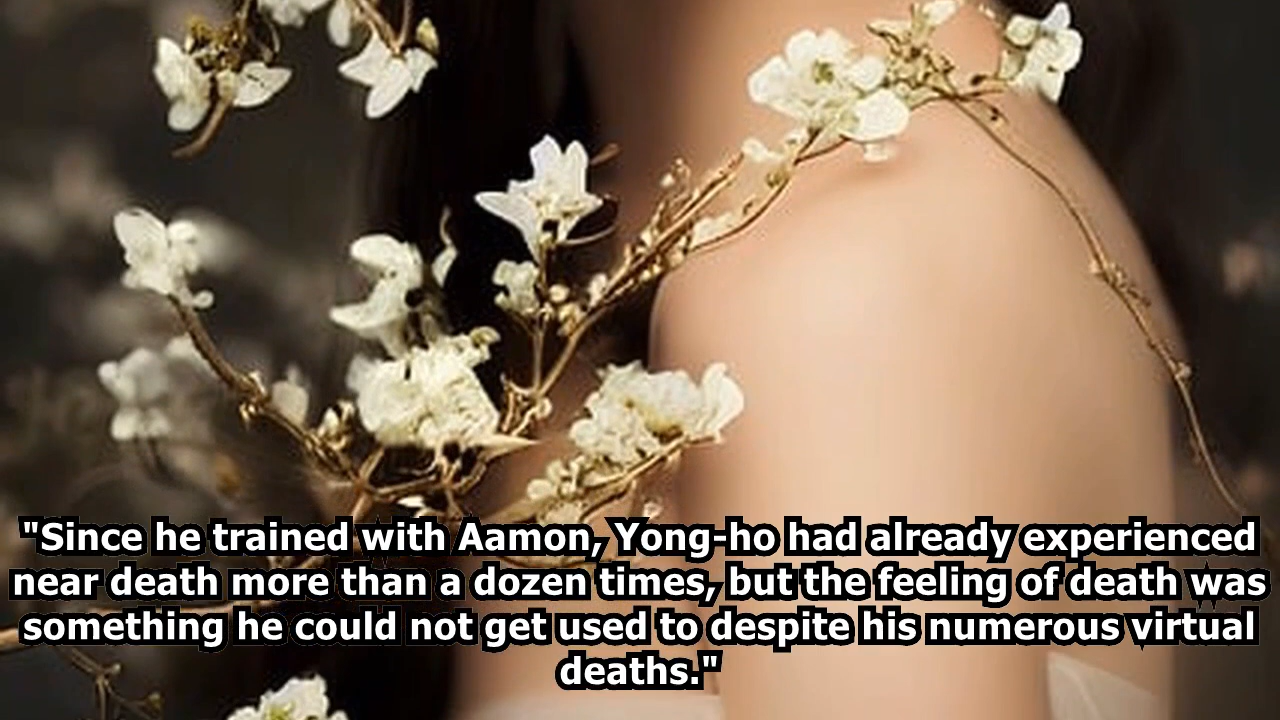 "Since he trained with Aamon, Yong-ho had already experienced
near death more than a dozen times, but the feeling of death was
something he could not get used to despite his numerous virtual
deaths."